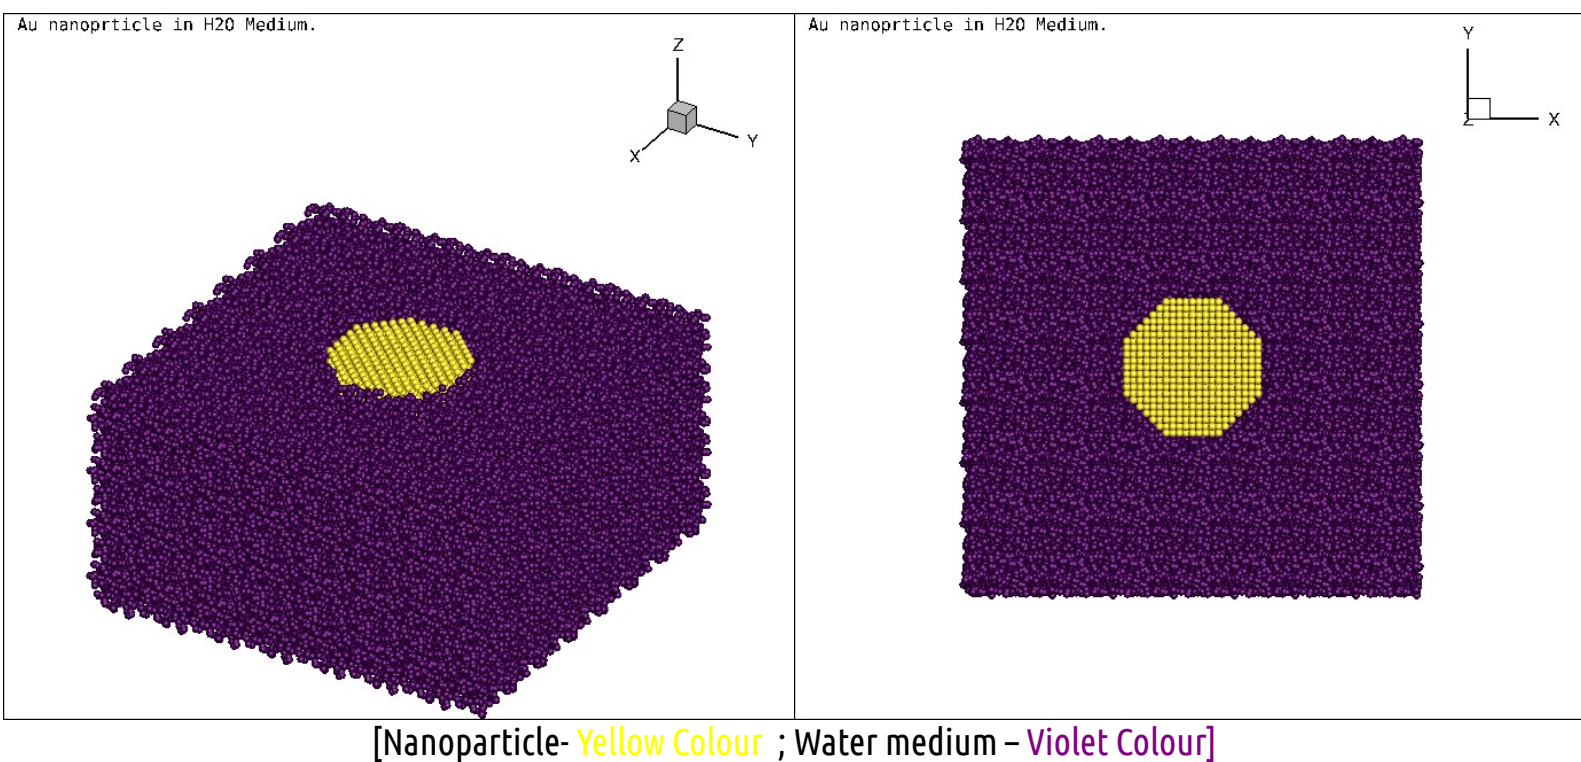 Au nanoprticle in H2O Medium.
Z
X
Y
Au nanoprticle in H2O Medium.
Y
Z
X
[Nanoparticle- Yellow Colour ; Water medium – Violet Colour]